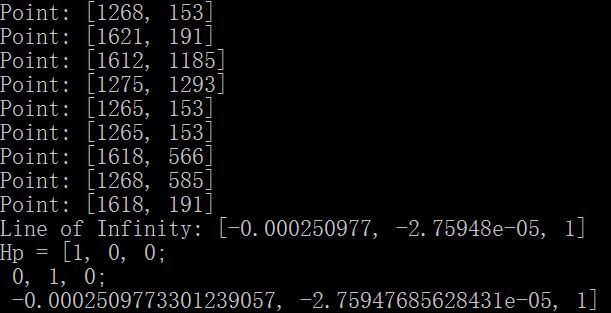 Point: [1268, 153]
Point: [1621, 191]
Point: [1612, 1185]
Point: [1275, 1293]
Point: [1265, 153]
Point: [1265, 153]
Point: [1618, 566]
Point: [1268, 585]
Point: [1618, 191]
Line of Infinity: [-0.000250977, -2.75948e-05, 1]
Hp = [1, 0, 0;
 0, 1, 0;
 -0.0002509773301239057, -2.75947685628431e-05, 1]